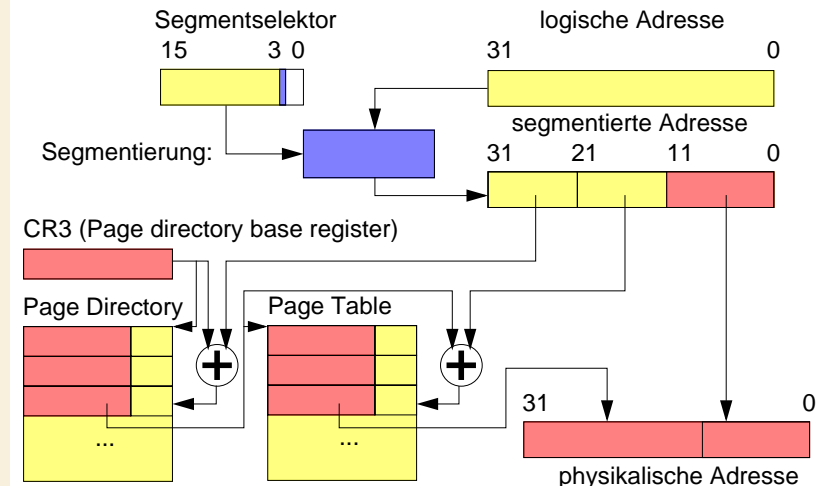 Segmentselektor
logische Adresse
15 3 0
31 0
segmentierte Adresse
Segmentierung:
31 21 11 0
CR3 (Page directory base register)
Page Directory
Page Table
+
+
31 0
...
...
physikalische Adresse